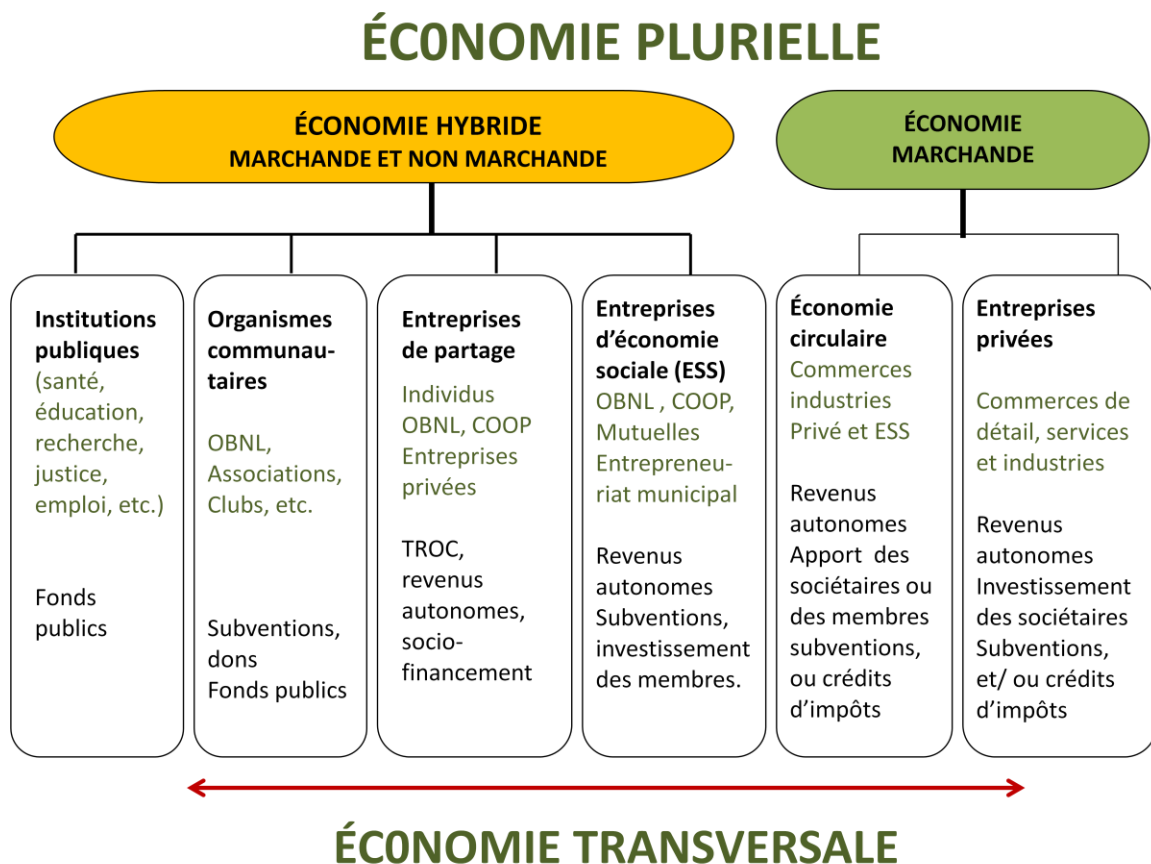 ÉC0NOMIE PLURIELLE
ÉCONOMIE HYBRIDE
MARCHANDE ET NON MARCHANDE
ÉCONOMIE
MARCHANDE
Institutions
publiques
(santé,
éducation,
recherche,
justice,
emploi, etc.)
Fonds
publics
Organismes
communau-
taires
OBNL,
Associations,
Clubs, etc.
Subventions,
dons
Fonds publics
Entreprises
de partage
Individus
OBNL, COOP
Entreprises
privées
TROC,
revenus
autonomes,
socio-
financement
Entreprises
d’économie
sociale (ESS)
OBNL , COOP,
Mutuelles
Entrepreneu-
riat municipal
Revenus
autonomes
Subventions,
investissement
des membres.
Économie
circulaire
Commerces
industries
Privé et ESS
Revenus
autonomes
Apport des
sociétaires ou
des membres
subventions,
ou crédits
d’impôts
Entreprises
privées
Commerces de
détail, services
et industries
Revenus
autonomes
Investissement
des sociétaires
Subventions,
et/ ou crédits
d’impôts
ÉC0NOMIE TRANSVERSALE